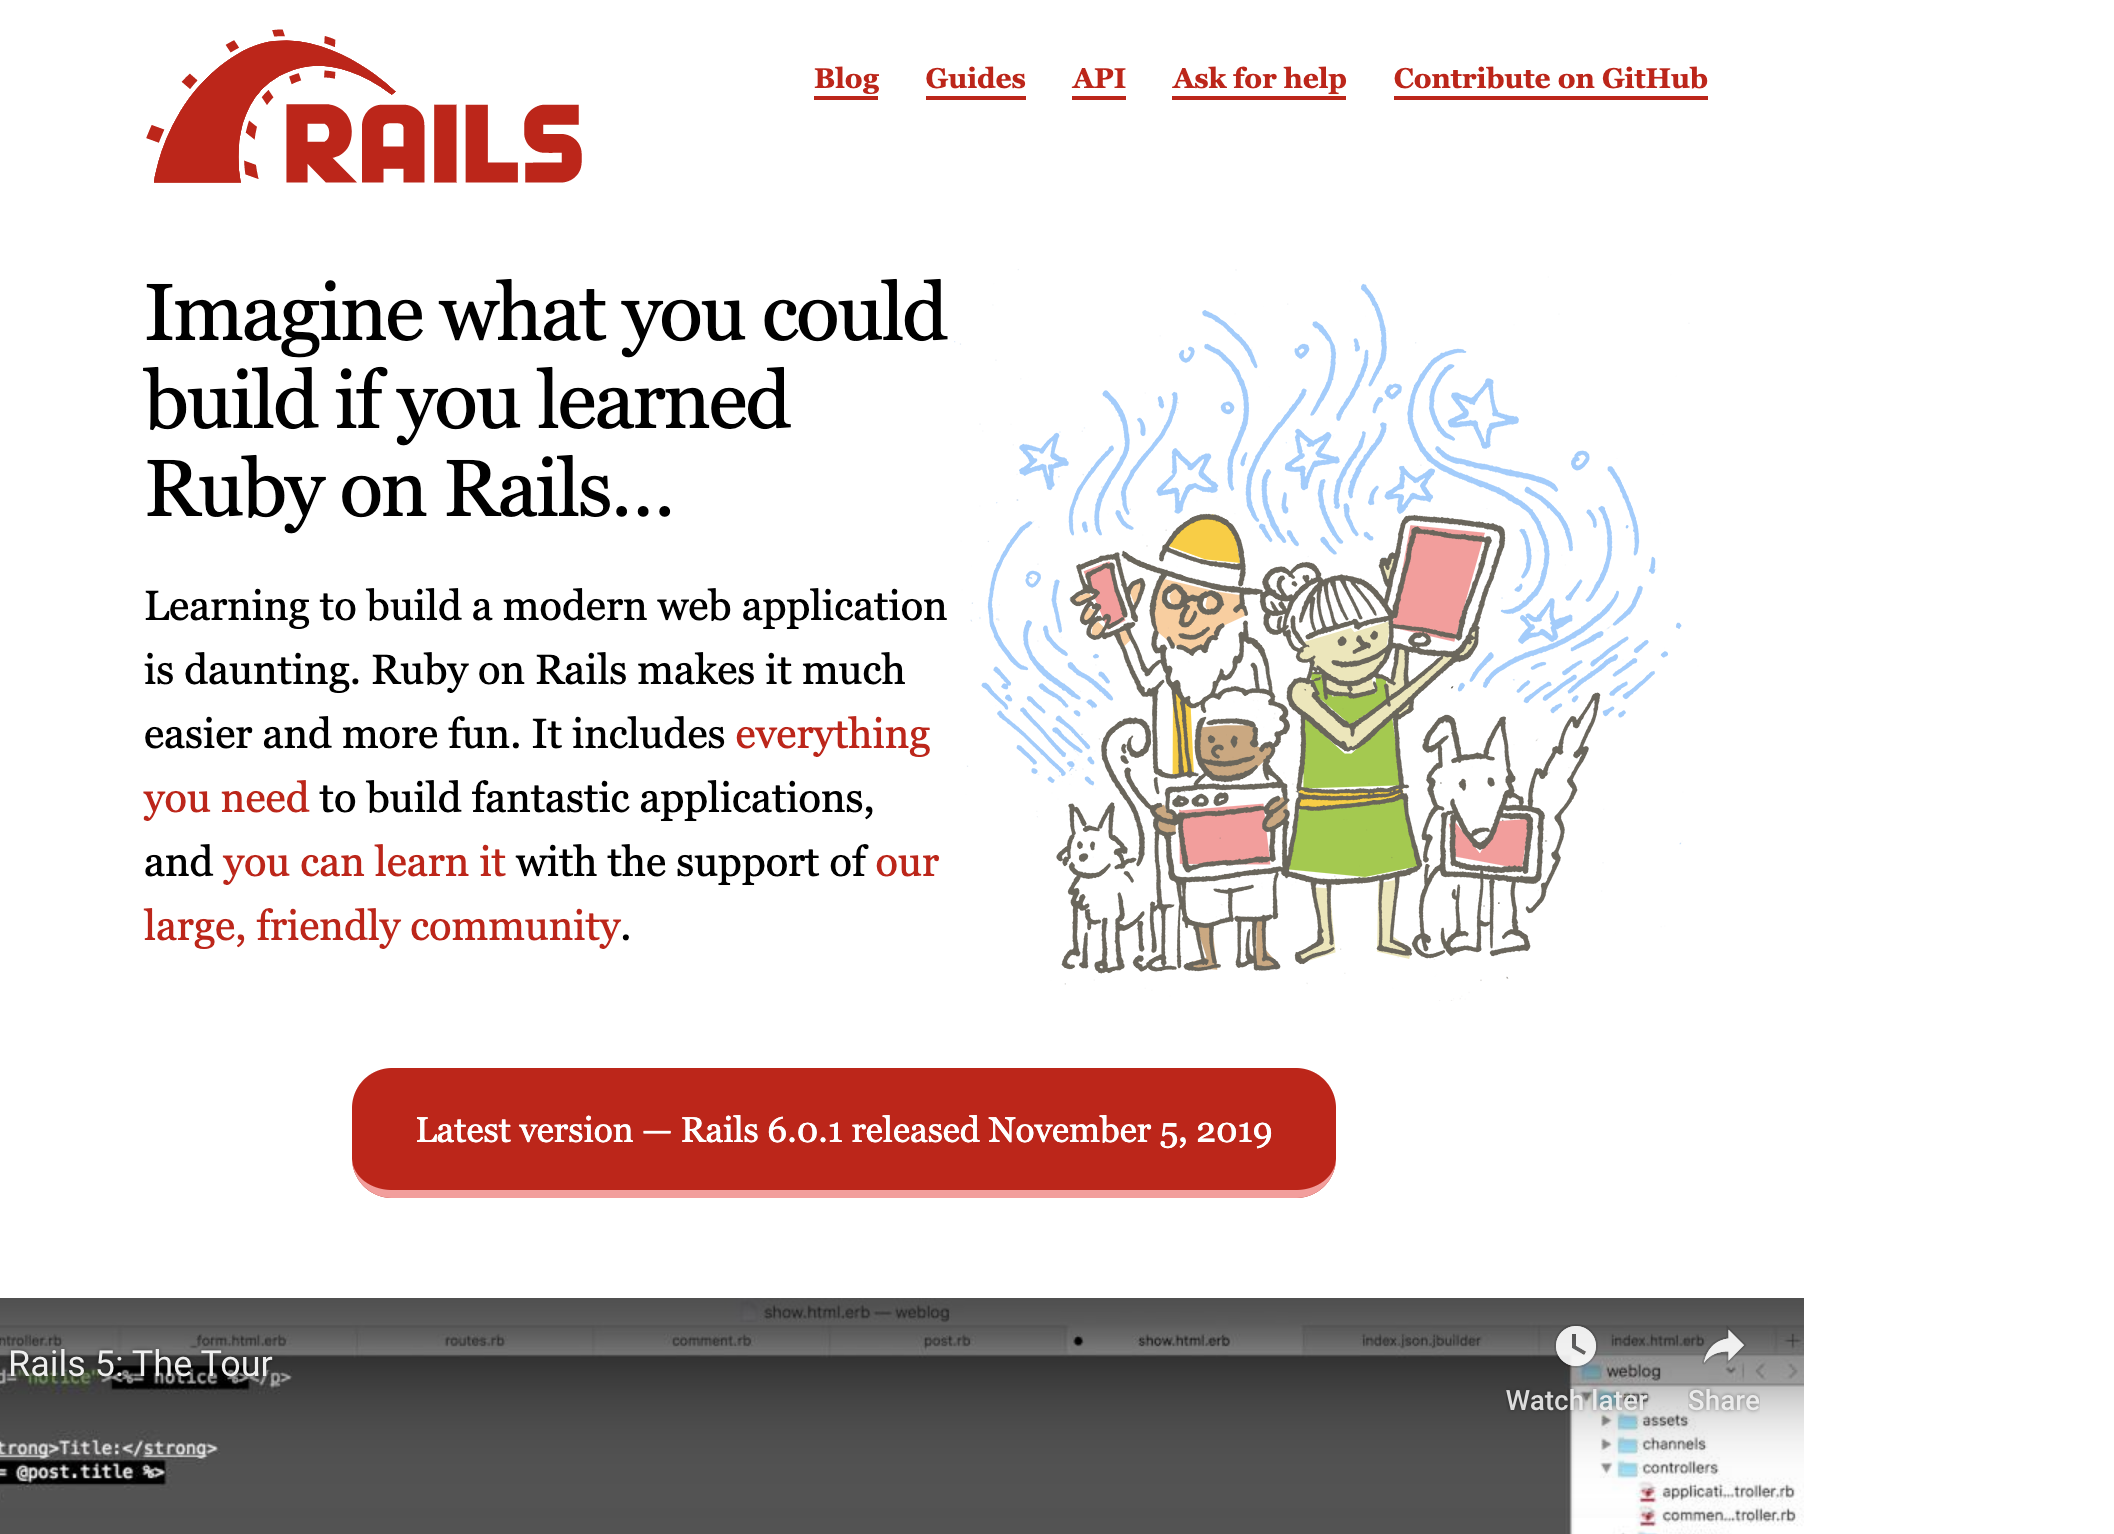 RAILS
Blog Guides API Ask for help Contribute on GitHub
Imagine what you could
build if you learned
Ruby on Rails...
Learning to build a modern web application
is daunting. Ruby on Rails makes it much
easier and more fun. It includes everything
you need to build fantastic applications,
and you can learn it with the support of our
large, friendly community.
Latest version — Rails 6.0.1 released November 5, 2019
show.html.erb — weblog
ntroller.rb _form.html.erb routes.rb comment.rb post.rb show.html.erb index.json.jbuilder index.html.erb +
Rails 5: The Tour
d="notice"><%= notice %></p>
weblog
Watch later Share
assets
channels
trong>Title:</strong>
controllers
= @post.title %>
applicati...troller.rb
commen...troller.rb